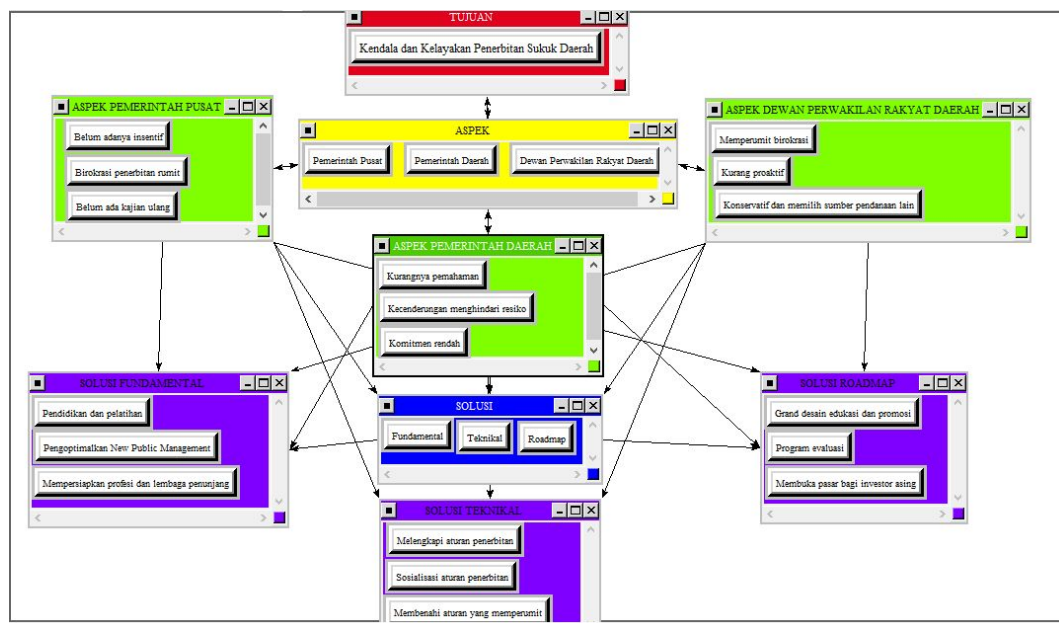 TUJUAN
Kendala dan Kelayakan Penerbitan Sukuk Daerah
ASPEK PEMERINTAH PUSAT
Belum adanya insentif
Birokrasi penerbitan rumit
Belum ada kajian ulang
ASPEK
Pemerintah Pusat
Pemerintah Daerah
Dewan Perwakilan Rakyat Daerah
ASPEK DEWAN PERWAKILAN RAKYAT DAERAH
Memperumit birokrasi
Kurang proaktif
Konservatif dan memilih sumber pendanaan lain
ASPEK PEMERINTAH DAERAH
Kurangnya pemahaman
Kecenderungan menghindari resiko
Komitmen rendah
SOLUSI FUNDAMENTAL
Pendidikan dan pelatihan
Pengoptimalkan New Public Management
Mempersiapkan profesi dan lembaga penunjang
SOLUSI
Fundamental
Teknikal
Roadmap
SOLUSI ROADMAP
Grand desain edukasi dan promosi
Program evaluasi
Membuka pasar bagi investor asing
SOLUSI TEKNIKAL
Melengkapi aturan penerbitan
Sosialisasi aturan penerbitan
Membenahi aturan yang memperumit